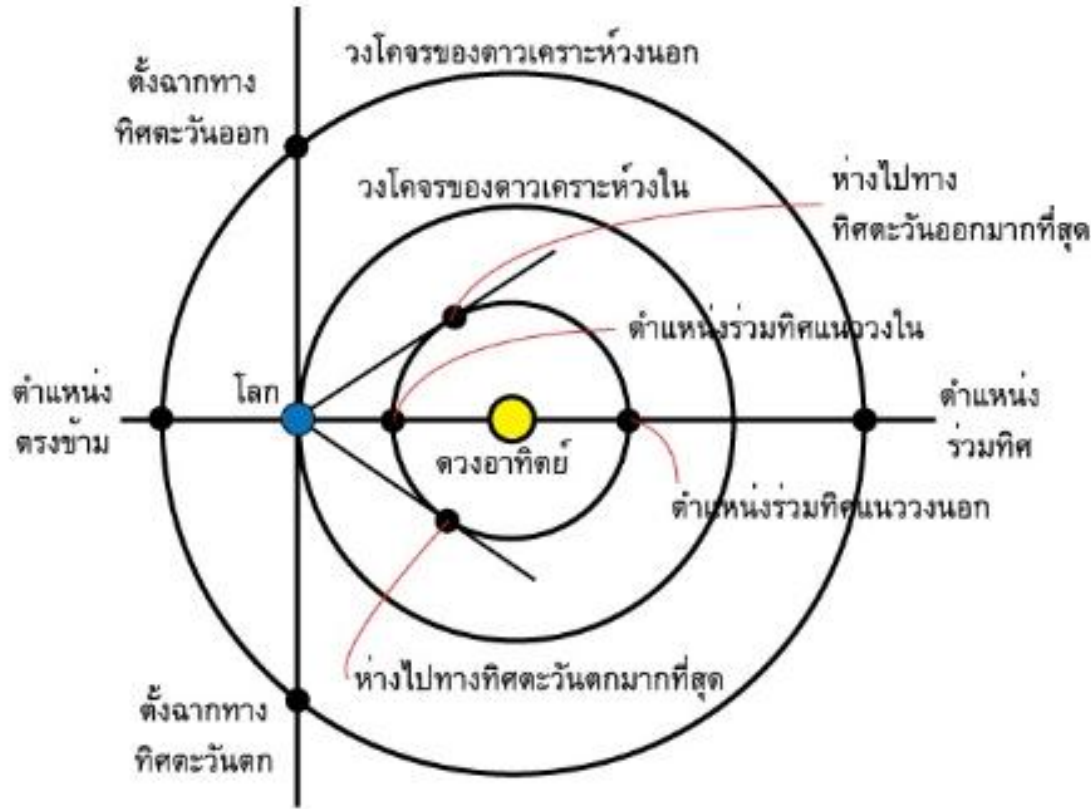 วงโคจรของดาวเคราะห์วงนอก
ตั้งฉากทาง
ทิศตะวันออก
วงโคจรของดาวเคราะห์วงใน
ห่างไปทาง
ทิศตะวันออกมากที่สุด
ตำแหน่งร่วมทิศแนววงใน
ตำแหน่ง
ตรงข้าม
โลก
ดวงอาทิตย์
ตำแหน่ง
ร่วมทิศ
ตำแหน่งร่วมทิศแนววงนอก
ห่างไปทางทิศตะวันตกมากที่สุด
ตั้งฉากทาง
ทิศตะวันตก